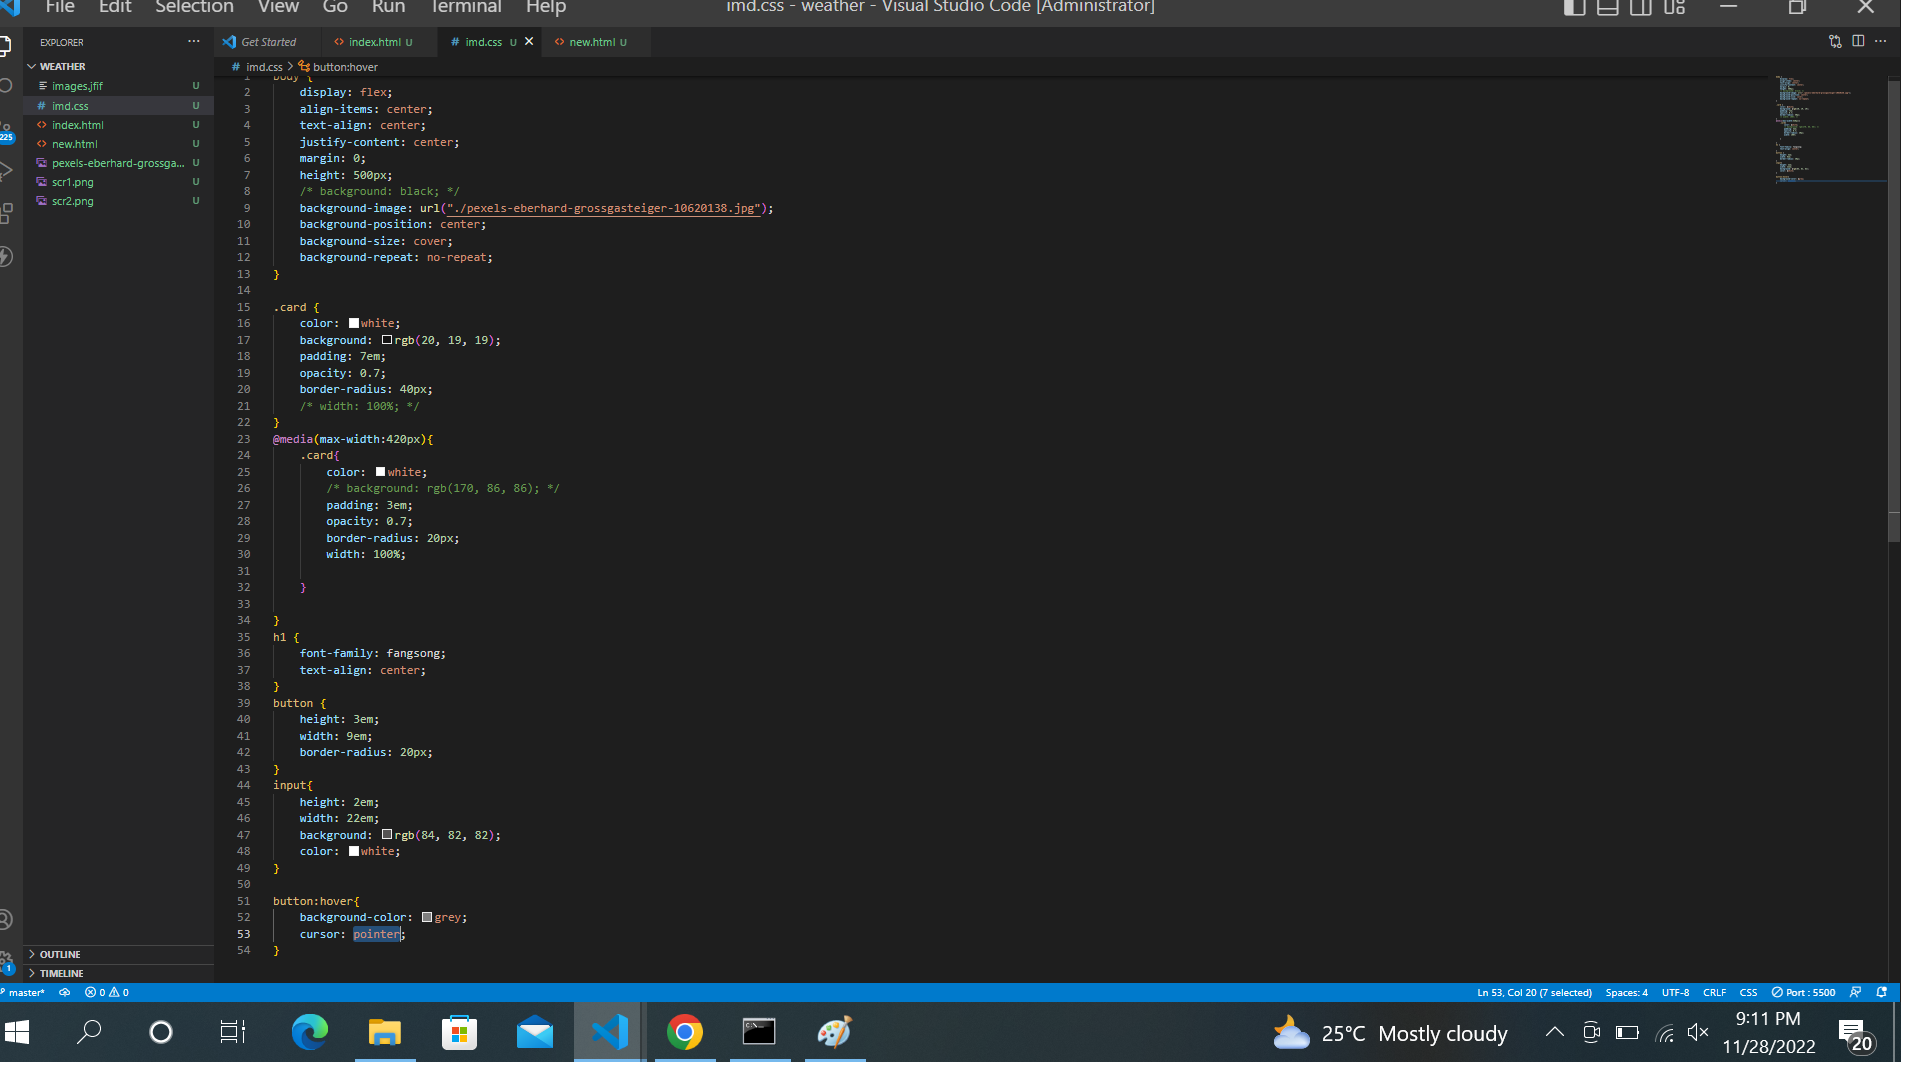 File Edit Selection View Go Run Terminal Help
imd.css - weather - Visual Studio Code [Administrator]
EXPLORER ···
Get Started
<> index.html U
# imd.css U
<> new.html U
WEATHER
images.jfif U
# imd.css U
<> index.html U
<> new.html U
pexels-eberhard-grossga... U
scr1.png U
scr2.png U
225
# imd.css > button:hover
1 body {
2 display: flex;
3 align-items: center;
4 text-align: center;
5 justify-content: center;
6 margin: 0;
7 height: 500px;
8 /* background: black; */
9 background-image: url("./pexels-eberhard-grossgasteiger-10620138.jpg");
10 background-position: center;
11 background-size: cover;
12 background-repeat: no-repeat;
13 }
14
15 .card {
16 color: white;
17 background: rgb(20, 19, 19);
18 padding: 7em;
19 opacity: 0.7;
20 border-radius: 40px;
21 /* width: 100%; */
22 }
23 @media(max-width:420px){
24 .card{
25 color: white;
26 /* background: rgb(170, 86, 86); */
27 padding: 3em;
28 opacity: 0.7;
29 border-radius: 20px;
30 width: 100%;
31
32 }
33
34 }
35 h1 {
36 font-family: fangsong;
37 text-align: center;
38 }
39 button {
40 height: 3em;
41 width: 9em;
42 border-radius: 20px;
43 }
44 input{
45 height: 2em;
46 width: 22em;
47 background: rgb(84, 82, 82);
48 color: white;
49 }
50
51 button:hover{
52 background-color: grey;
53 cursor: pointer;
54 }
OUTLINE
TIMELINE
1
master* 0 0
Ln 53, Col 20 (7 selected) Spaces: 4 UTF-8 CRLF CSS Port : 5500
25°C Mostly cloudy
9:11 PM
11/28/2022
20